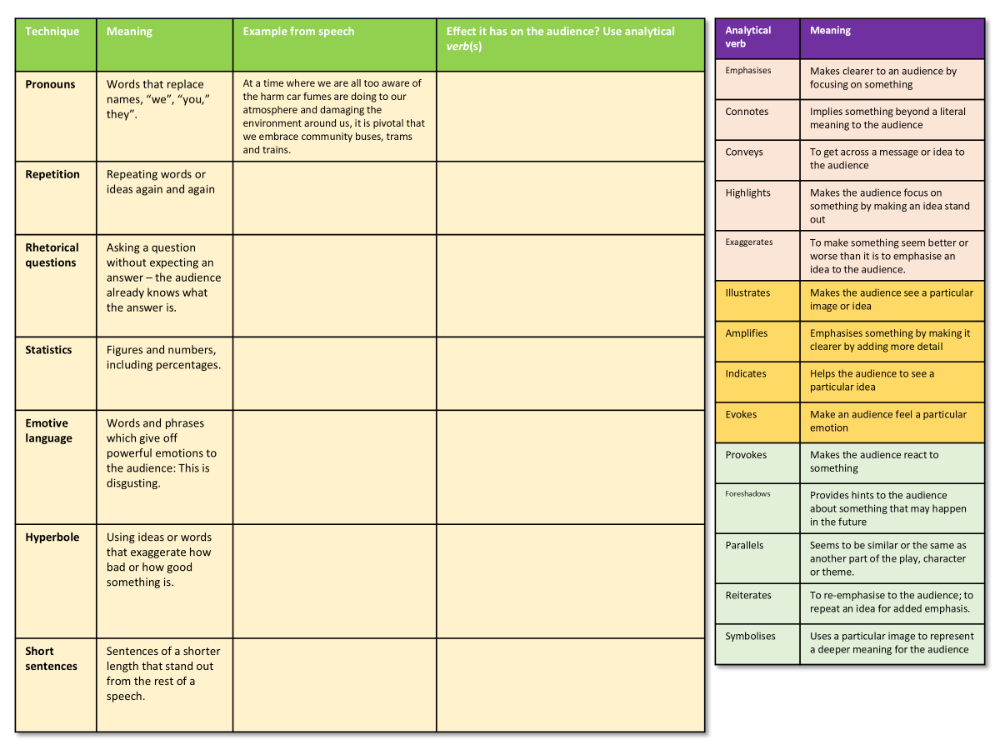 Technique
Meaning
Example from speech
Effect it has on the audience? Use analytical
verb(s)
Pronouns
Words that replace
names, “we”, “you,”
they”.
At a time where we are all too aware of
the harm car fumes are doing to our
atmosphere and damaging the
environment around us, it is pivotal that
we embrace community buses, trams
and trains.
Repetition
Repeating words or
ideas again and again
Rhetorical
questions
Asking a question
without expecting an
answer – the audience
already knows what
the answer is.
Statistics
Figures and numbers,
including percentages.
Emotive
language
Words and phrases
which give off
powerful emotions to
the audience: This is
disgusting.
Hyperbole
Using ideas or words
that exaggerate how
bad or how good
something is.
Short
sentences
Sentences of a shorter
length that stand out
from the rest of a
speech.
Analytical
verb
Meaning
Emphasises
Makes clearer to an audience by
focusing on something
Connotes
Implies something beyond a literal
meaning to the audience
Conveys
To get across a message or idea to
the audience
Highlights
Makes the audience focus on
something by making an idea stand
out
Exaggerates
To make something seem better or
worse than it is to emphasise an
idea to the audience.
Illustrates
Makes the audience see a particular
image or idea
Amplifies
Emphasises something by making it
clearer by adding more detail
Indicates
Helps the audience to see a
particular idea
Evokes
Make an audience feel a particular
emotion
Provokes
Makes the audience react to
something
Foreshadows
Provides hints to the audience
about something that may happen
in the future
Parallels
Seems to be similar or the same as
another part of the play, character
or theme.
Reiterates
To re-emphasise to the audience; to
repeat an idea for added emphasis.
Symbolises
Uses a particular image to represent
a deeper meaning for the audience